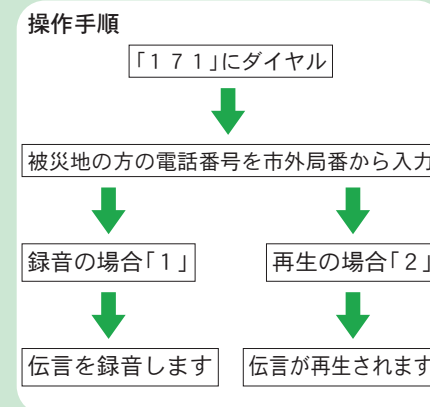 操作手順
「１７１」にダイヤル
被災地の方の電話番号を市外局番から入力
録音の場合「１」
再生の場合「２」
伝言を録音します
伝言が再生されます